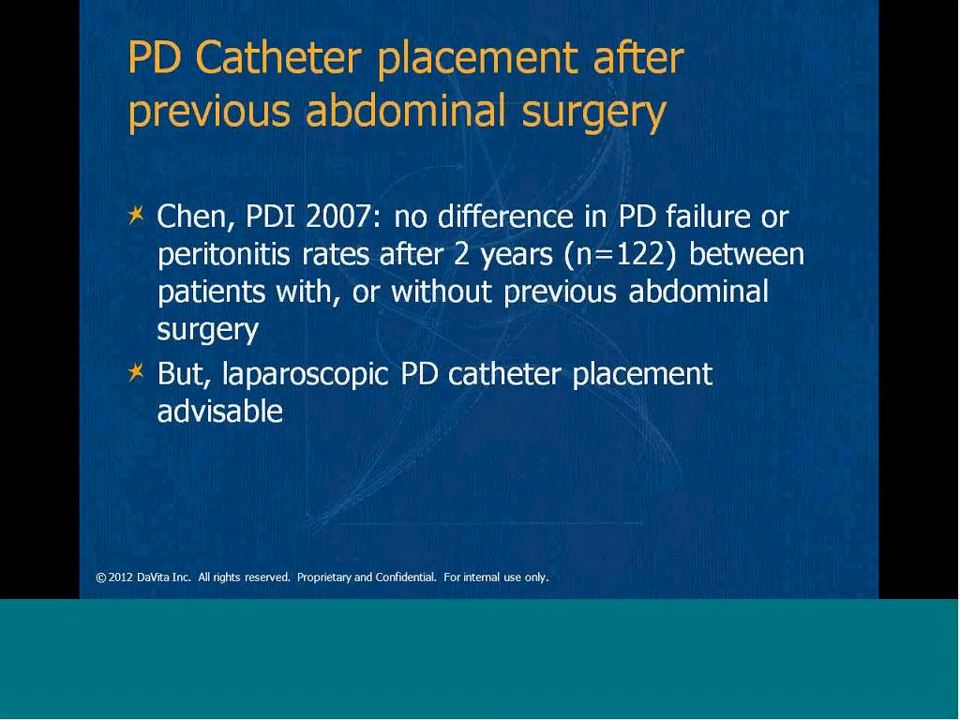 PD Catheter placement after
previous abdominal surgery
Chen, PDI 2007: no difference in PD failure or
peritonitis rates after 2 years (n=122) between
patients with, or without previous abdominal
surgery
But, laparoscopic PD catheter placement
advisable
© 2012 DaVita Inc. All rights reserved. Proprietary and Confidential. For internal use only.